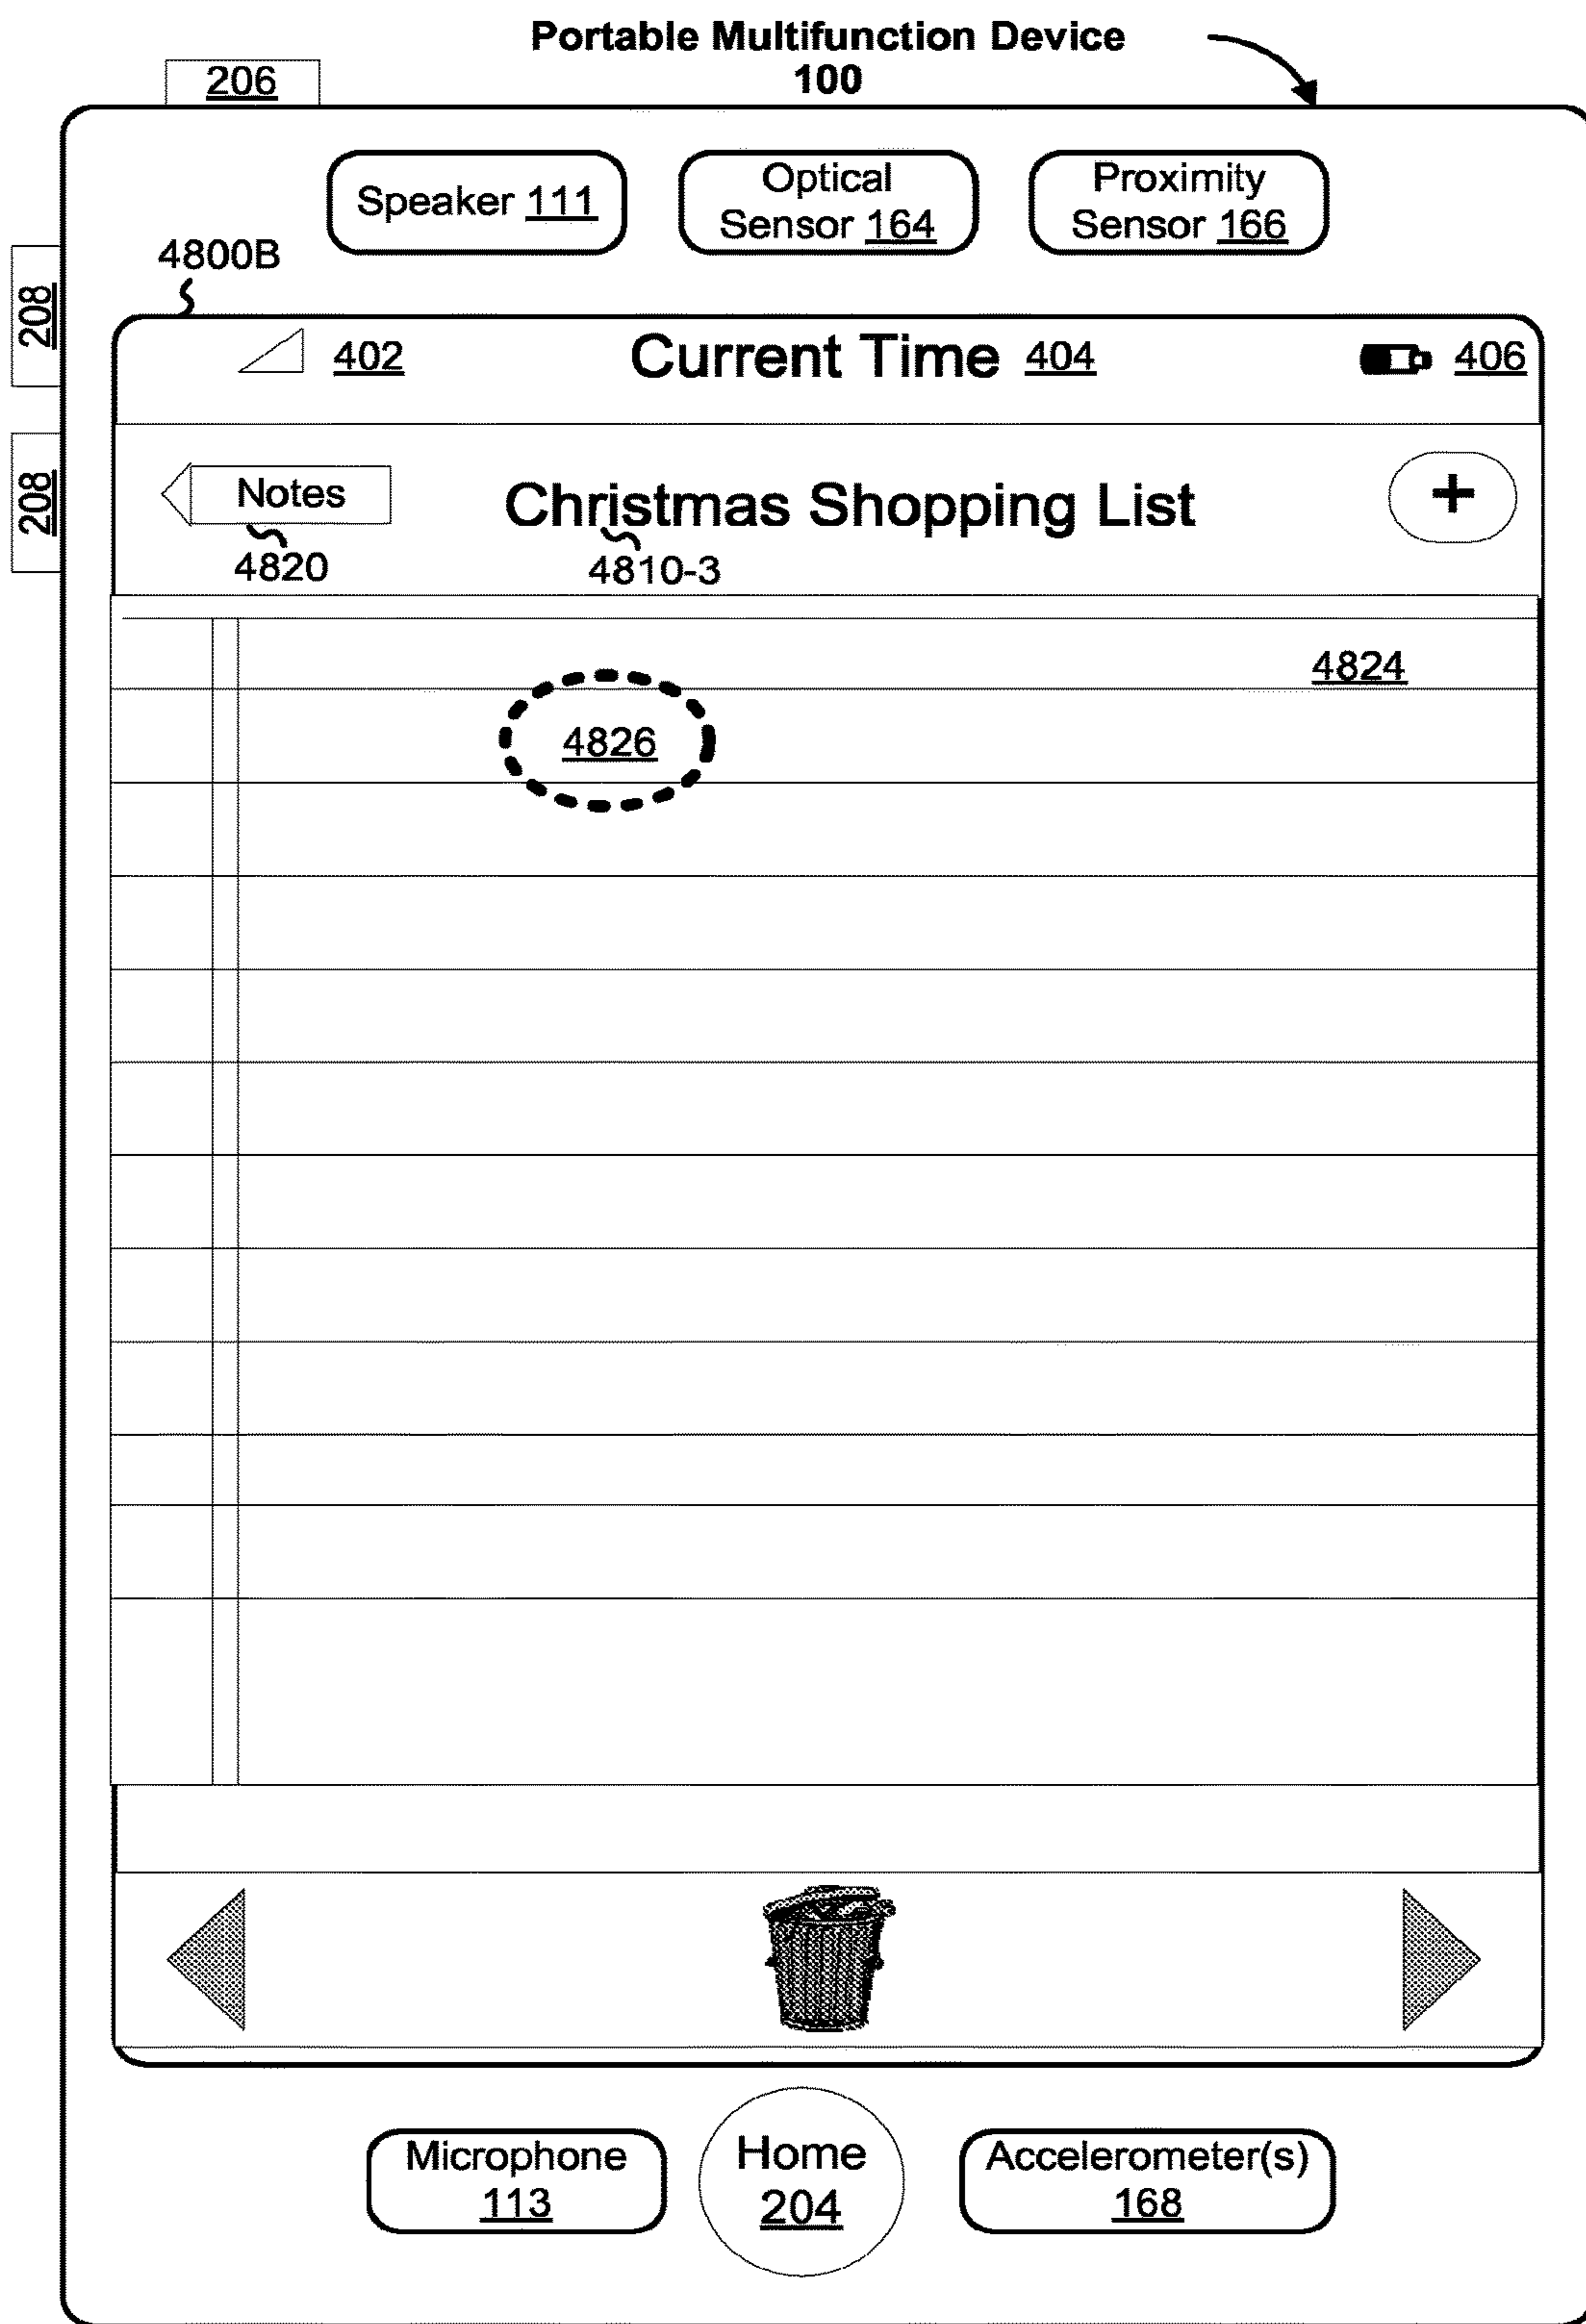 Portable Multifunction Device
100
206
Speaker 111
Optical
Sensor 164
Proximity
Sensor 166
4800B
208
402
Current Time 404
406
208
Notes
Christmas Shopping List
+
4820
4810-3
4824
4826
Microphone
113
Home
204
Accelerometer(s)
168